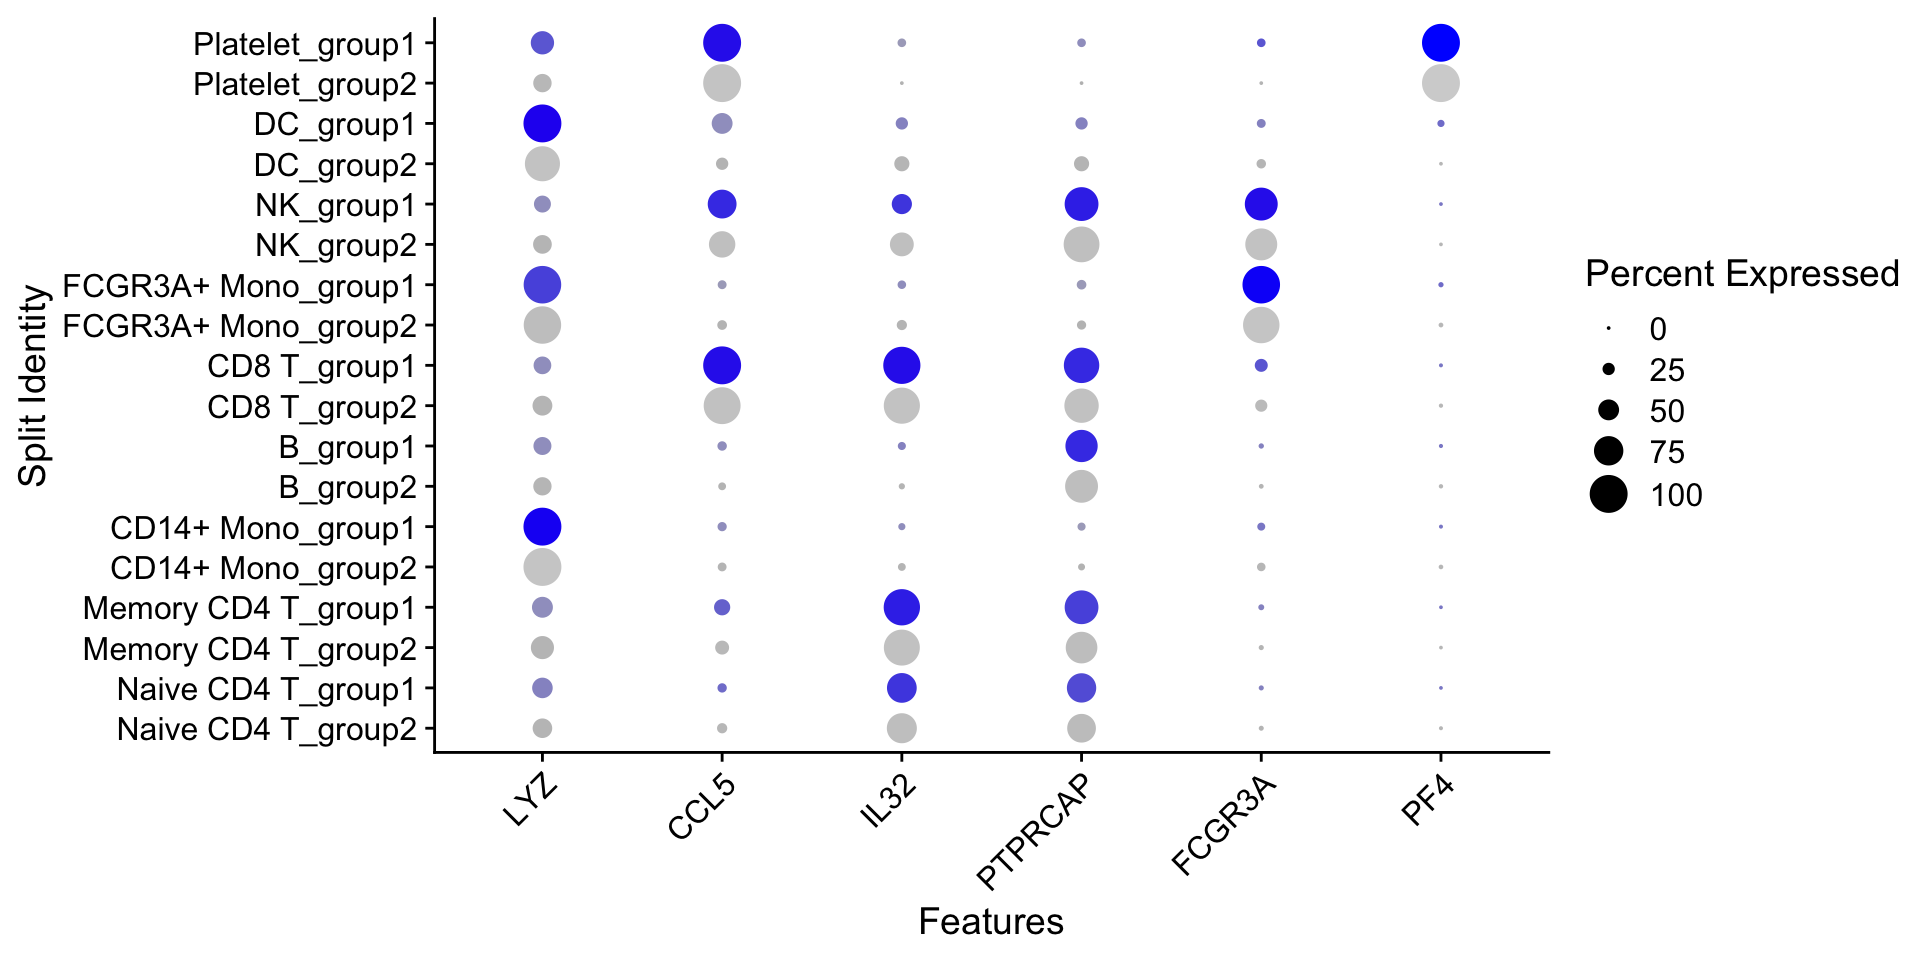 Platelet_group1
Platelet_group2
DC_group1
DC_group2
NK_group1
NK_group2
FCGR3A+ Mono_group1
FCGR3A+ Mono_group2
CD8 T_group1
CD8 T_group2
B_group1
B_group2
CD14+ Mono_group1
CD14+ Mono_group2
Memory CD4 T_group1
Memory CD4 T_group2
Naive CD4 T_group1
Naive CD4 T_group2
Split Identity
LYZ
CCL5
IL32
PTPRCAP
FCGR3A
PF4
Features
Percent Expressed
0
25
50
75
100